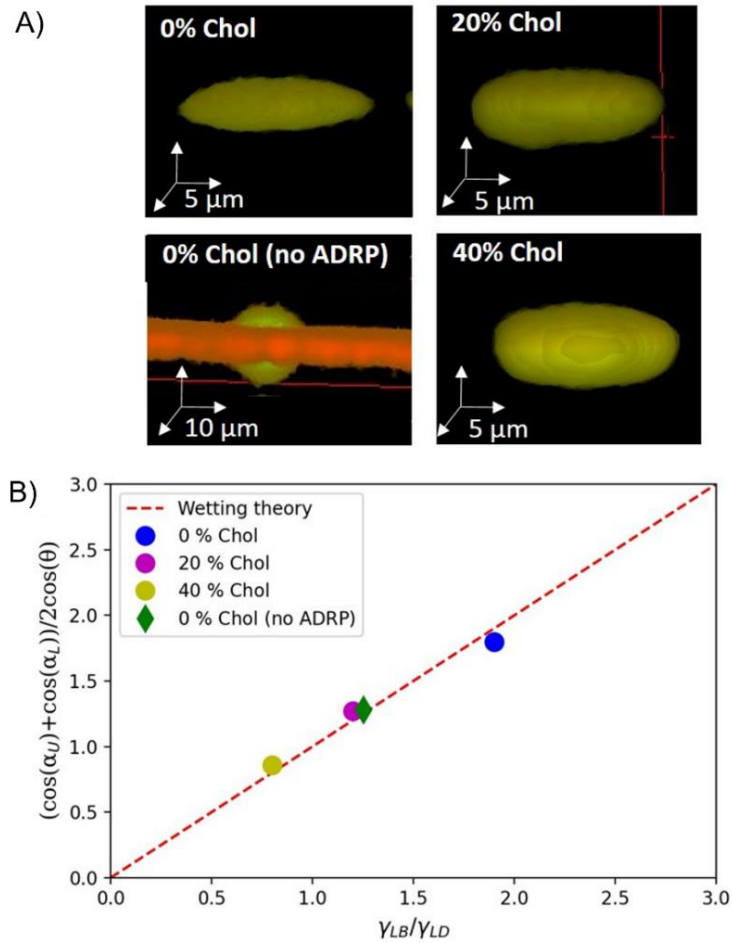 A)
0% Chol
5 µm
20% Chol
5 µm
0% Chol (no ADRP)
10 µm
40% Chol
5 µm
B)
(cos(α_U)+cos(α_L))/2cos(θ)
3.0
2.5
2.0
1.5
1.0
0.5
0.0
Wetting theory
0 % Chol
20 % Chol
40 % Chol
0 % Chol (no ADRP)
0.0 0.5 1.0 1.5 2.0 2.5 3.0
γ_LB/γ_LD